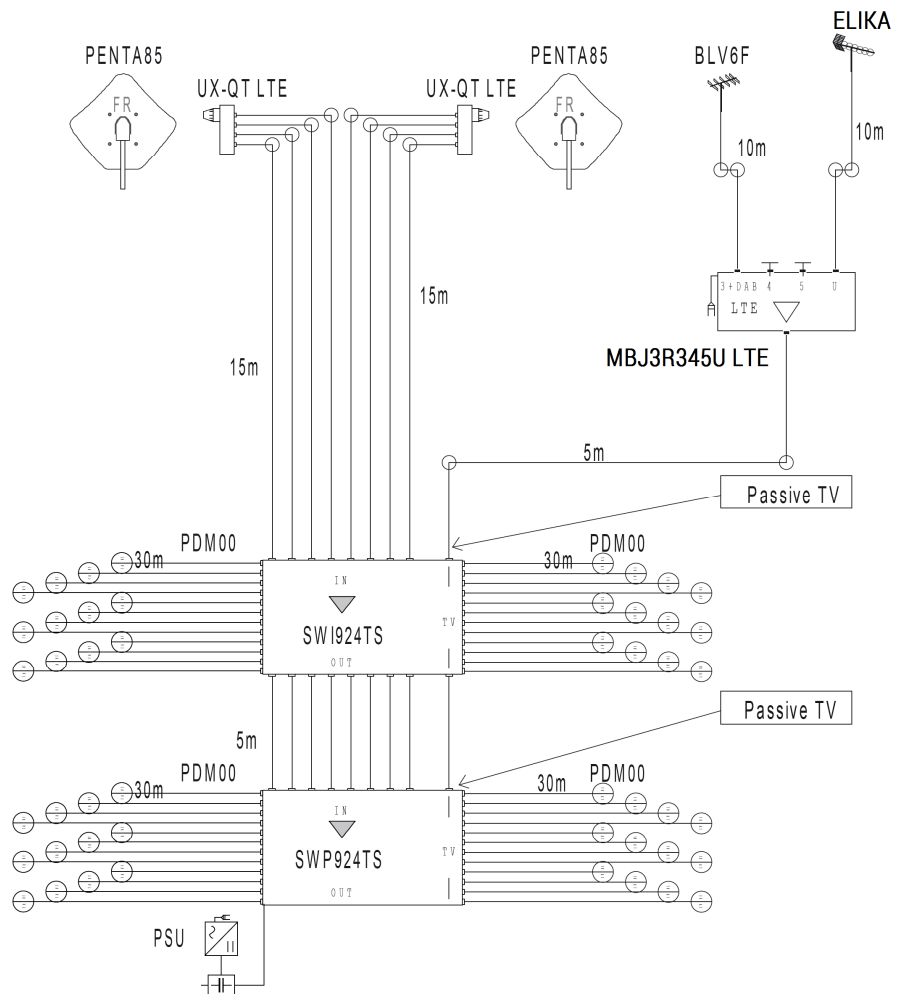 ELIKA
PENTA85
PENTA85
BLV6F
UX-QT LTE
UX-QT LTE
FR
FR
10m
10m
3+DAB 4 5 U
LTE
15m
MBJ3R345U LTE
15m
5m
Passive TV
PDM00
PDM00
30m
30m
IN
TV
SWI924TS
OUT
Passive TV
5m
PDM00
PDM00
30m
30m
IN
TV
SWP924TS
OUT
PSU